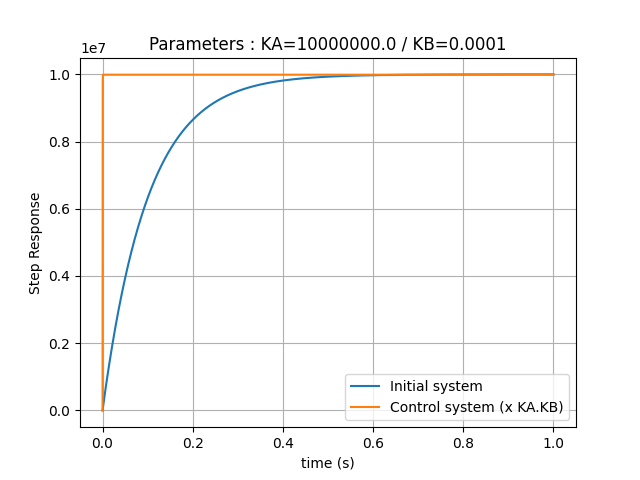 Parameters : KA=10000000.0 / KB=0.0001
1e7
1.0
0.8
0.6
0.4
0.2
0.0
Step Response
Initial system
Control system (x KA.KB)
0.0 0.2 0.4 0.6 0.8 1.0
time (s)